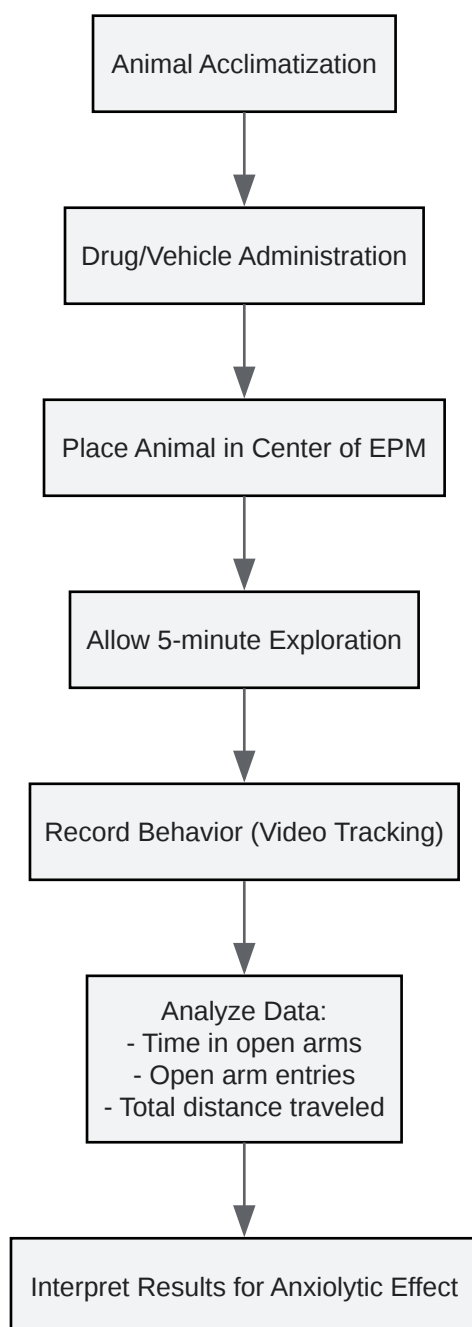 Animal Acclimatization
Drug/Vehicle Administration
Place Animal in Center of EPM
Allow 5-minute Exploration
Record Behavior (Video Tracking)
Analyze Data:
- Time in open arms
- Open arm entries
- Total distance traveled
Interpret Results for Anxiolytic Effect